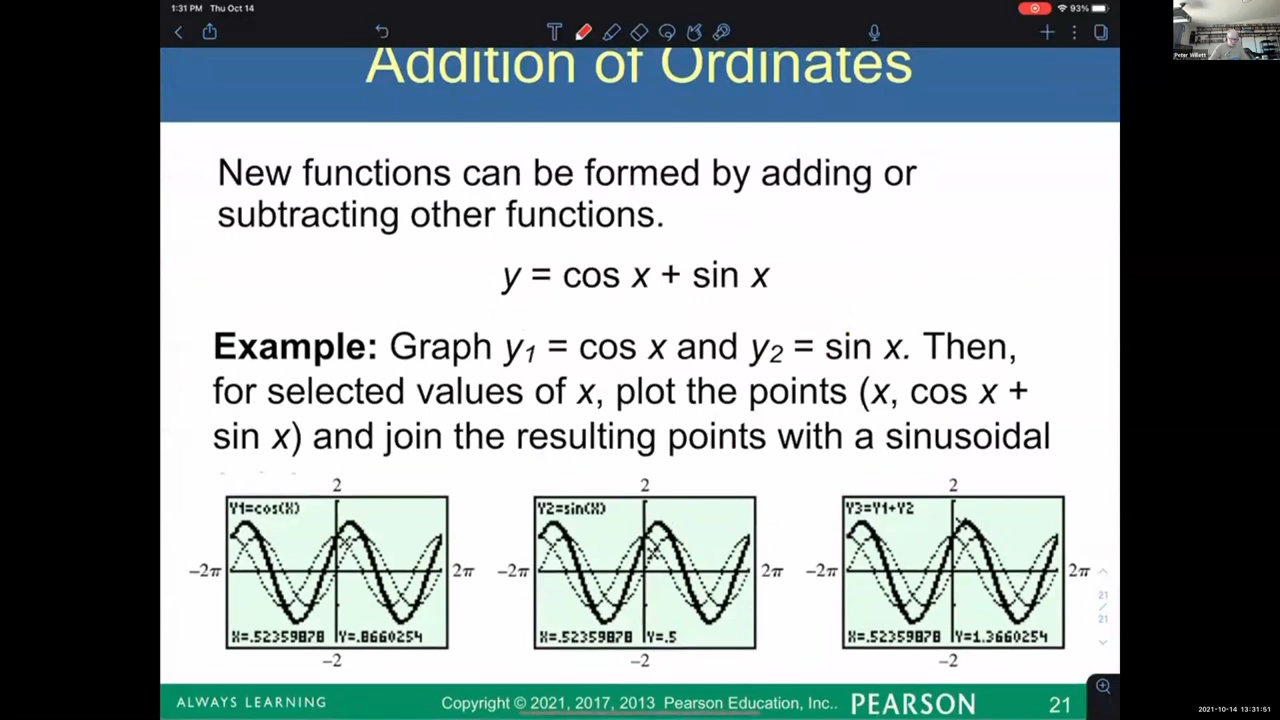 1:31 PM Thu Oct 14
93%
Peter Willett
Addition of Ordinates
New functions can be formed by adding or
subtracting other functions.
y = cos x + sin x
Example: Graph y₁ = cos x and y₂ = sin x. Then,
for selected values of x, plot the points (x, cos x +
sin x) and join the resulting points with a sinusoidal
2
Y1=cos(X)
−2π
2π
X=.52359878 Y=.8660254
−2
2
Y2=sin(X)
−2π
2π
X=.52359878 Y=.5
−2
2
Y3=Y1+Y2
−2π
2π
X=.52359878 Y=1.3660254
−2
21
/
21
ALWAYS LEARNING
Copyright © 2021, 2017, 2013 Pearson Education, Inc..
PEARSON
21
2021-10-14 13:31:51